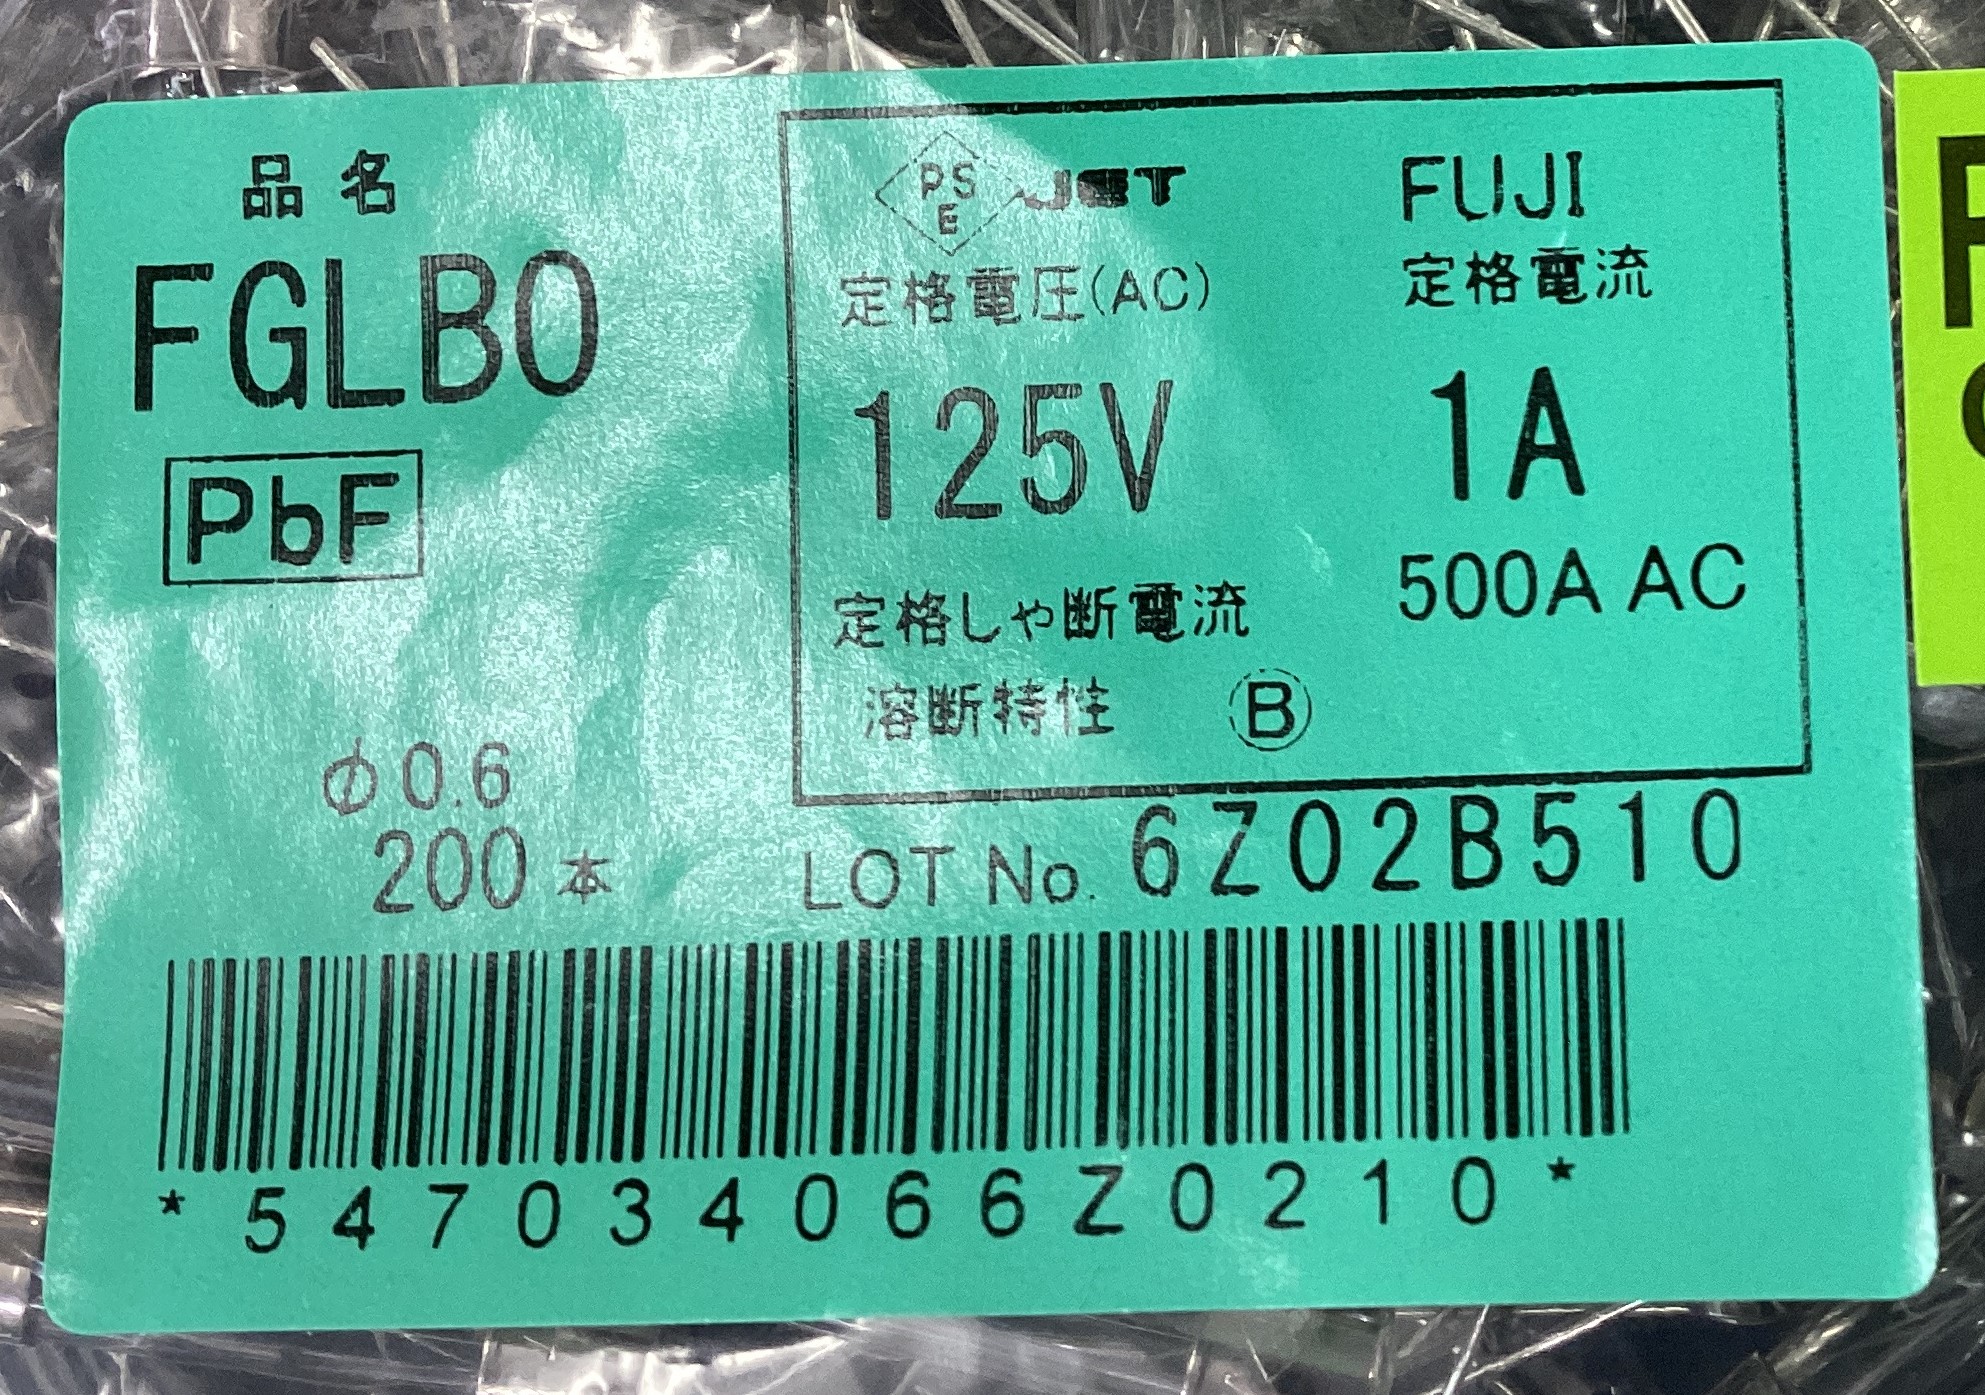 品名
FGLBO
PbF
φ0.6
200本
PSE JET FUJI
定格電圧(AC) 定格電流
125V 1A
定格しゃ断電流 500A AC
溶断特性 Ⓑ
LOT No. 6Z02B510
*547034066Z0210*